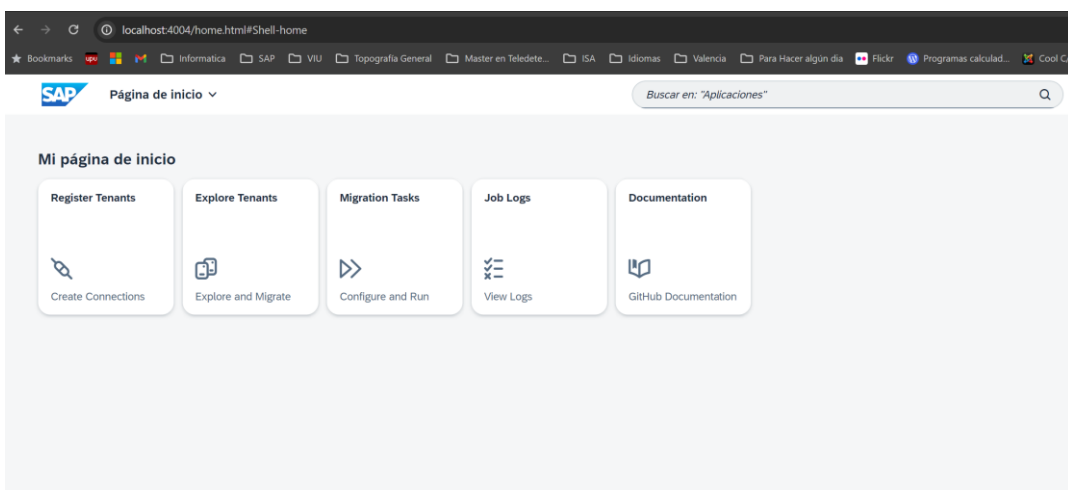 localhost:4004/home.html#Shell-home
Bookmarks upv Informatica SAP VIU Topografía General Master en Teledete... ISA Idiomas Valencia Para Hacer algún dia Flickr Programas calculad... Cool C
SAP Página de inicio Buscar en: "Aplicaciones"
Mi página de inicio
Register Tenants Explore Tenants Migration Tasks Job Logs Documentation
Create Connections Explore and Migrate Configure and Run View Logs GitHub Documentation